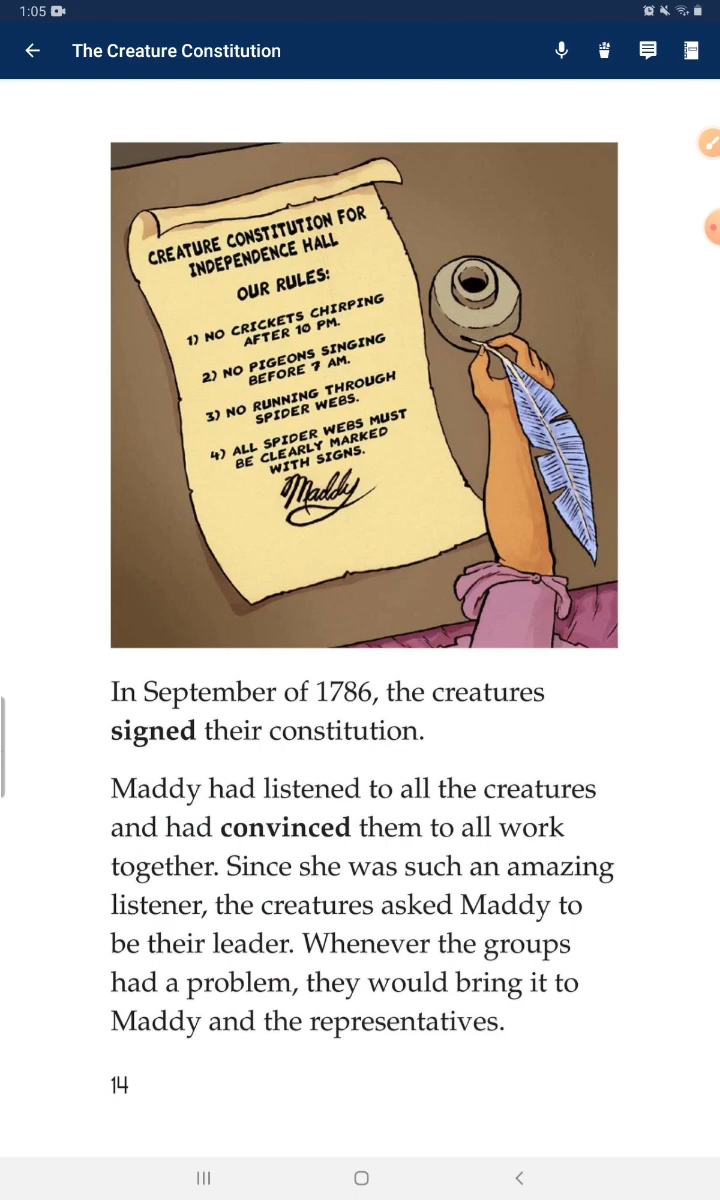 1:05
The Creature Constitution
CREATURE CONSTITUTION FOR
INDEPENDENCE HALL
OUR RULES:
1) NO CRICKETS CHIRPING
AFTER 10 PM.
2) NO PIGEONS SINGING
BEFORE 7 AM.
3) NO RUNNING THROUGH
SPIDER WEBS.
4) ALL SPIDER WEBS MUST
BE CLEARLY MARKED
WITH SIGNS.
Maddy
In September of 1786, the creatures
signed their constitution.
Maddy had listened to all the creatures
and had convinced them to all work
together. Since she was such an amazing
listener, the creatures asked Maddy to
be their leader. Whenever the groups
had a problem, they would bring it to
Maddy and the representatives.
14